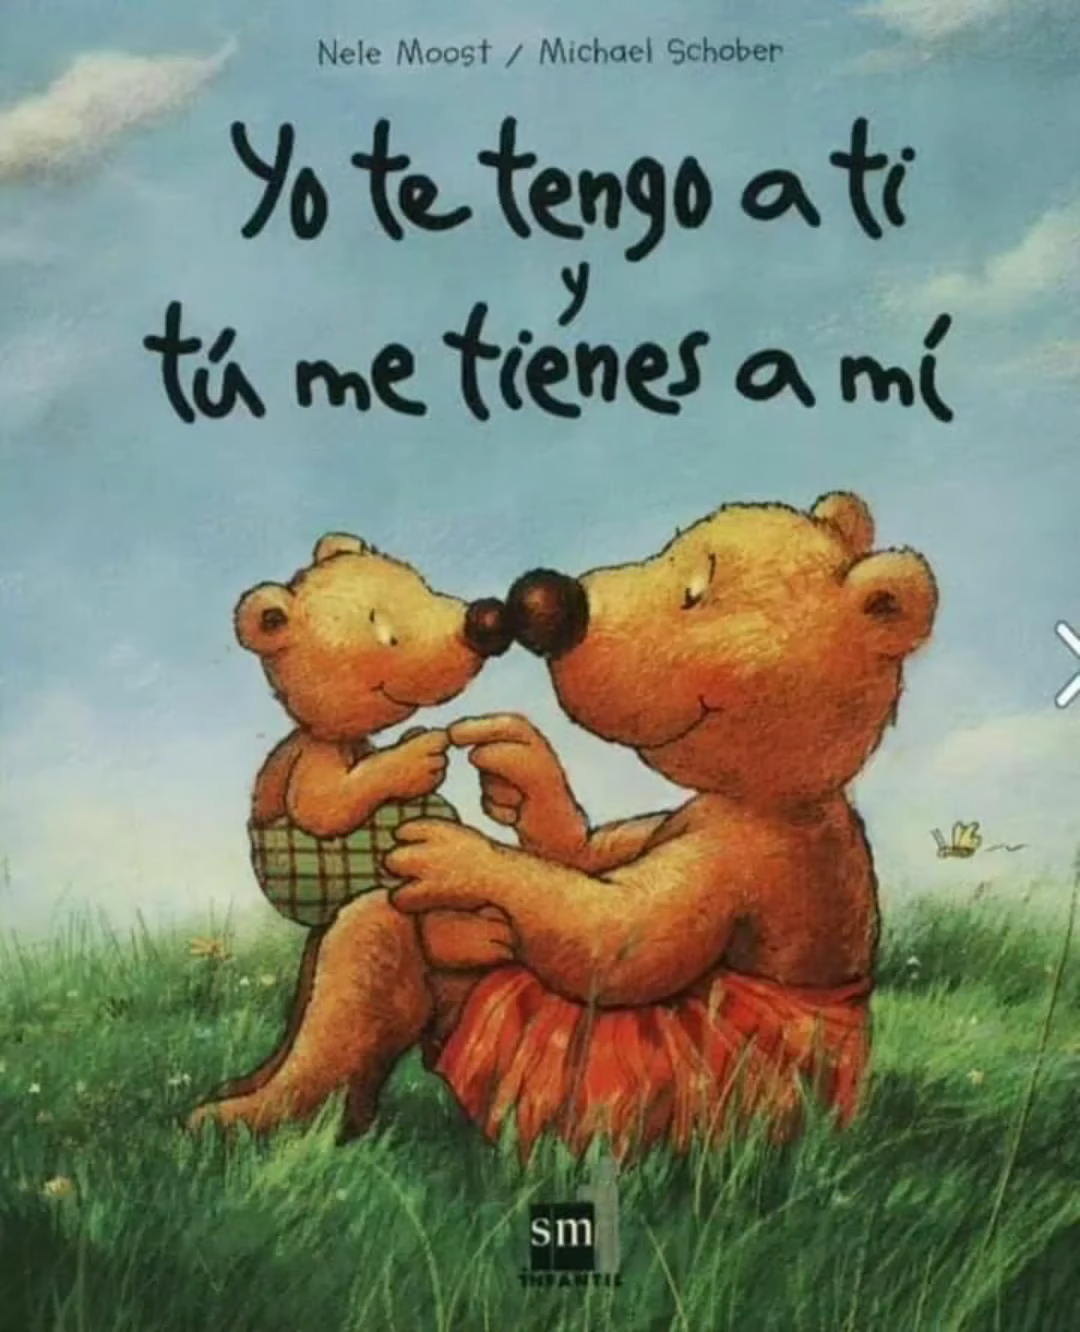 Nele Moost / Michael Schober
Yo te tengo a ti
y
tú me tienes a mí
sm
INFANTIL